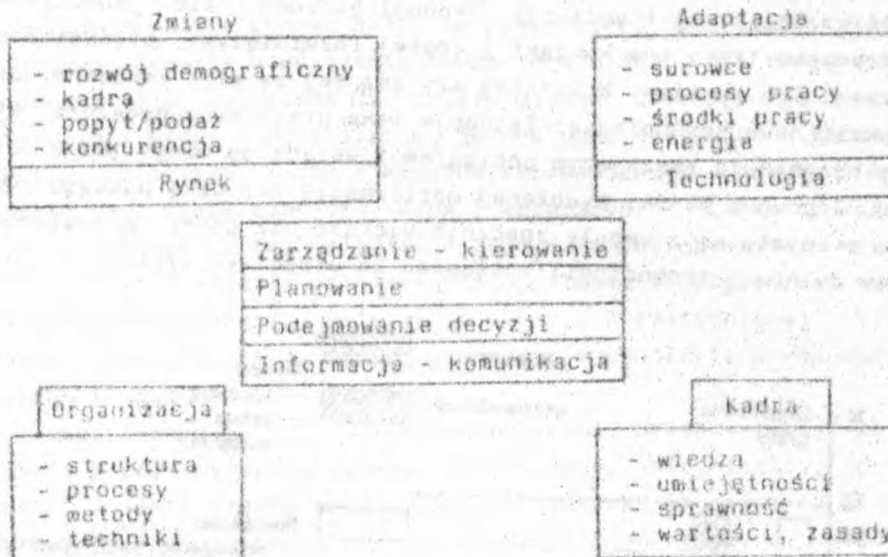 Zmiany
- rozwój demograficzny
- kadra
- popyt/podaż
- konkurencja
Rynek
Adaptacja
- surowce
- procesy pracy
- środki pracy
- energia
Technologia
Zarządzanie - kierowanie
Planowanie
Podejmowanie decyzji
Informacja - komunikacja
Organizacja
- struktura
- procesy
- metody
- techniki
Kadra
- wiedza
- umiejętności
- sprawność
- wartości, zasady